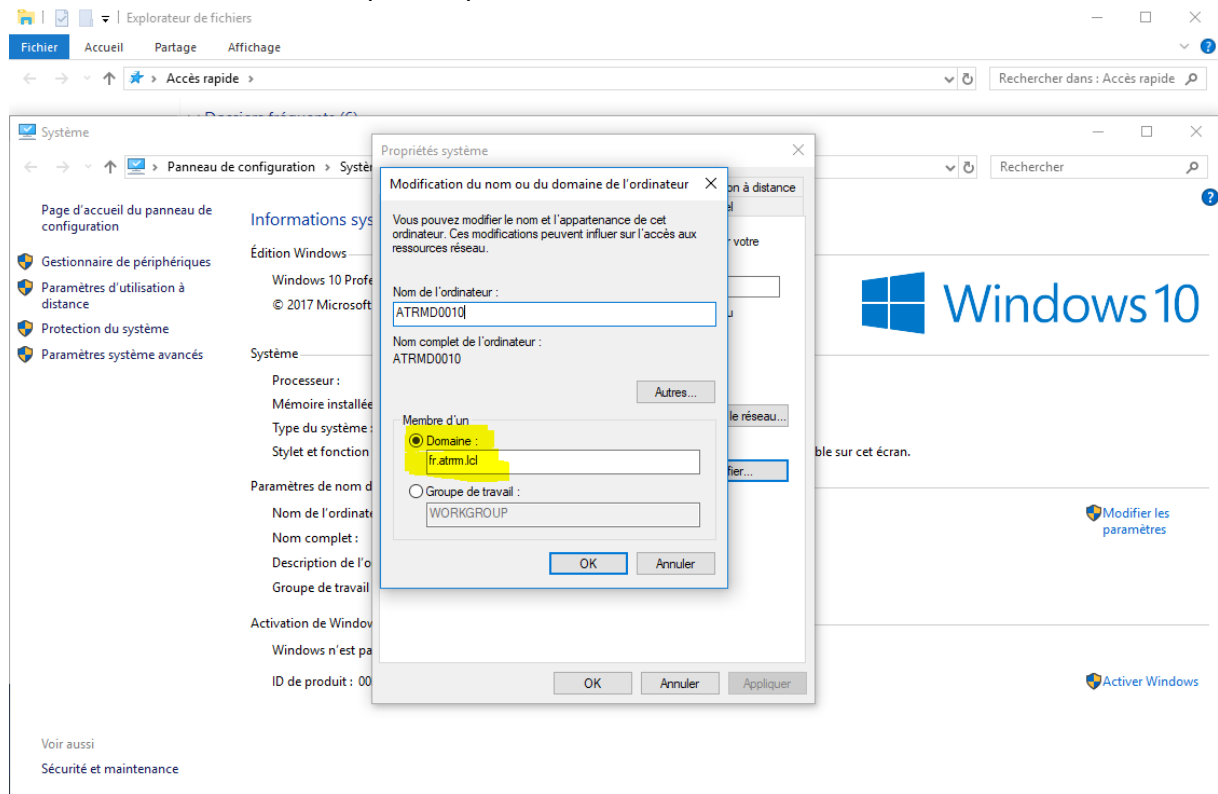 Explorateur de fichiers
Fichier Accueil Partage Affichage
Accès rapide
Rechercher dans : Accès rapide
Système
Panneau de configuration
Rechercher
Page d'accueil du panneau de
configuration
Gestionnaire de périphériques
Paramètres d'utilisation à
distance
Protection du système
Paramètres système avancés
Voir aussi
Sécurité et maintenance
Informations sys
Édition Windows
Windows 10 Profe
© 2017 Microsoft
Système
Processeur :
Mémoire installée
Type du système :
Stylet et fonction
ble sur cet écran.
Paramètres de nom d
Nom de l'ordinate
Nom complet :
Description de l'o
Groupe de travail
Activation de Window
Windows n'est pa
ID de produit : 00
Windows 10
Modifier les
paramètres
Activer Windows
Propriétés système
on à distance
el
r votre
u
le réseau...
fier...
OK Annuler Appliquer
Modification du nom ou du domaine de l'ordinateur
Vous pouvez modifier le nom et l'appartenance de cet
ordinateur. Ces modifications peuvent influer sur l'accès aux
ressources réseau.
Nom de l'ordinateur :
ATRMD0010
Nom complet de l'ordinateur :
ATRMD0010
Autres...
Membre d'un
Domaine :
fr.atrm.lcl
Groupe de travail :
WORKGROUP
OK Annuler